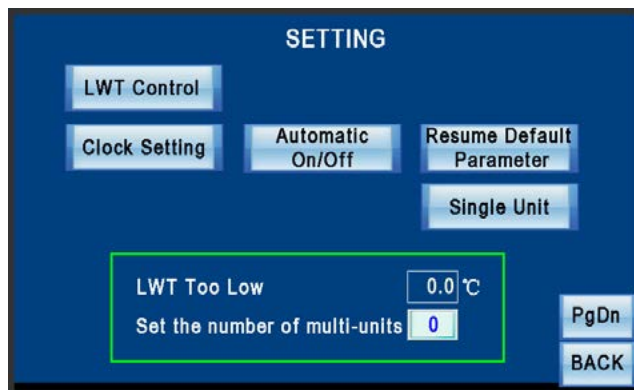 SETTING
LWT Control
Clock Setting
Automatic
On/Off
Resume Default
Parameter
Single Unit
LWT Too Low 0.0 ℃
Set the number of multi-units 0
PgDn
BACK